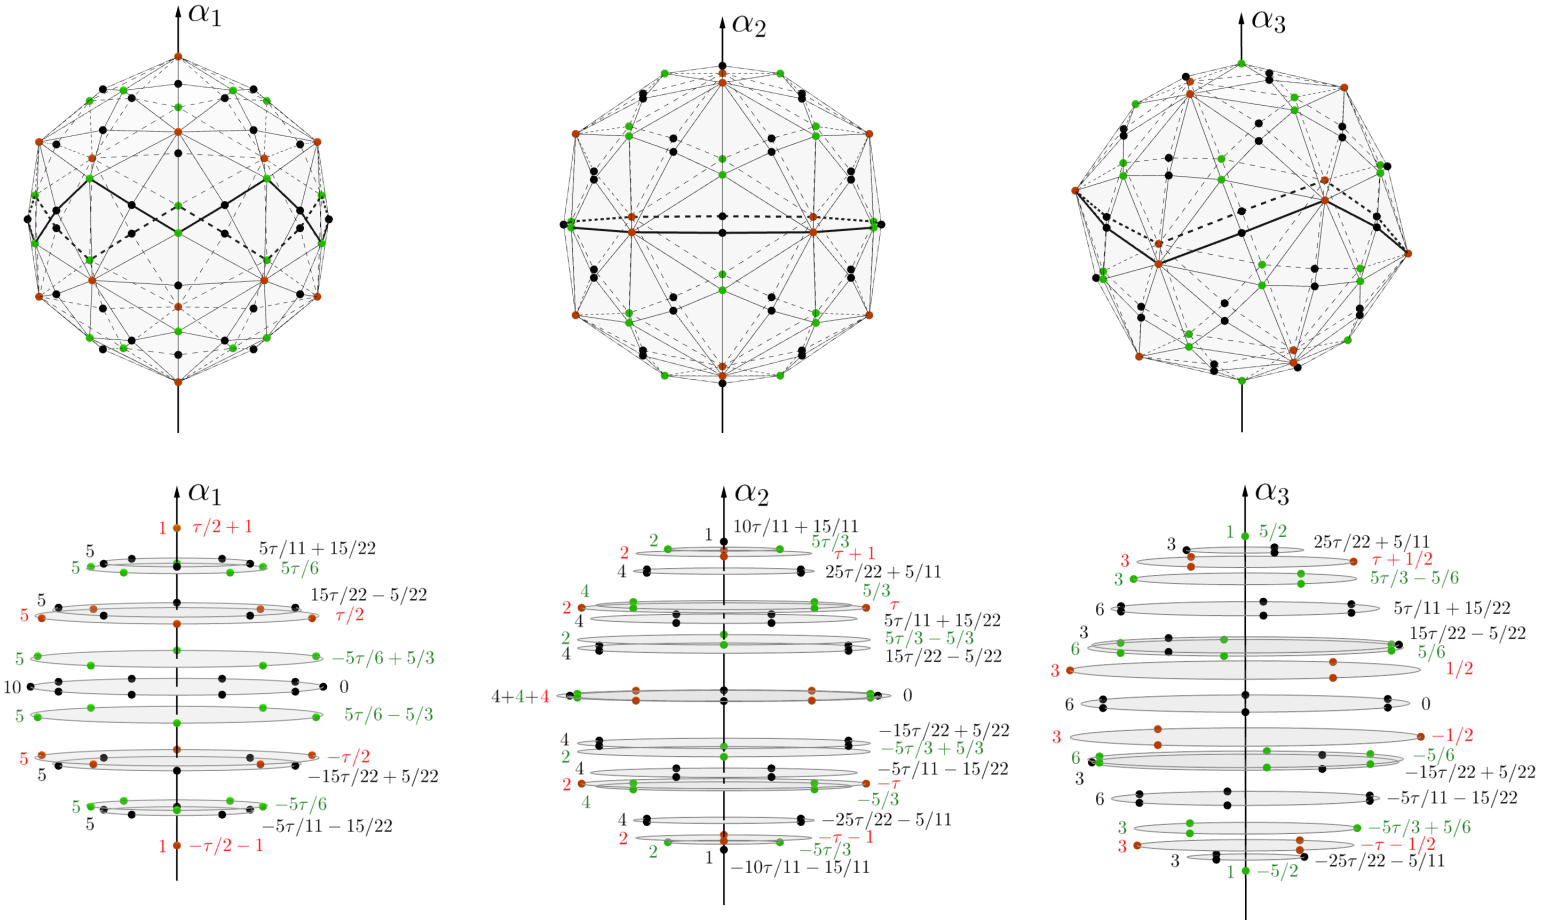 α₁
α₂
α₃
α₁
1 τ/2 + 1
5 5τ/11 + 15/22
5 5τ/6
5 15τ/22 − 5/22
5 τ/2
5 −5τ/6 + 5/3
10 0
5 5τ/6 − 5/3
5 −τ/2
5 −15τ/22 + 5/22
5 −5τ/6
5 −5τ/11 − 15/22
1 −τ/2 − 1
α₂
1 10τ/11 + 15/11
2 5τ/3
2 τ + 1
4 25τ/22 + 5/11
4 5/3
2 τ
4 5τ/11 + 15/22
2 5τ/3 − 5/3
4 15τ/22 − 5/22
4+4+4 0
4 −15τ/22 + 5/22
2 −5τ/3 + 5/3
4 −5τ/11 − 15/22
2 −τ
4 −5/3
4 −25τ/22 − 5/11
2 −τ − 1
2 −5τ/3
1 −10τ/11 − 15/11
α₃
1 5/2
3 25τ/22 + 5/11
3 τ + 1/2
3 5τ/3 − 5/6
6 5τ/11 + 15/22
3 15τ/22 − 5/22
6 5/6
3 1/2
6 0
3 −1/2
6 −5/6
3 −15τ/22 + 5/22
6 −5τ/11 − 15/22
3 −5τ/3 + 5/6
3 −τ − 1/2
3 −25τ/22 − 5/11
1 −5/2